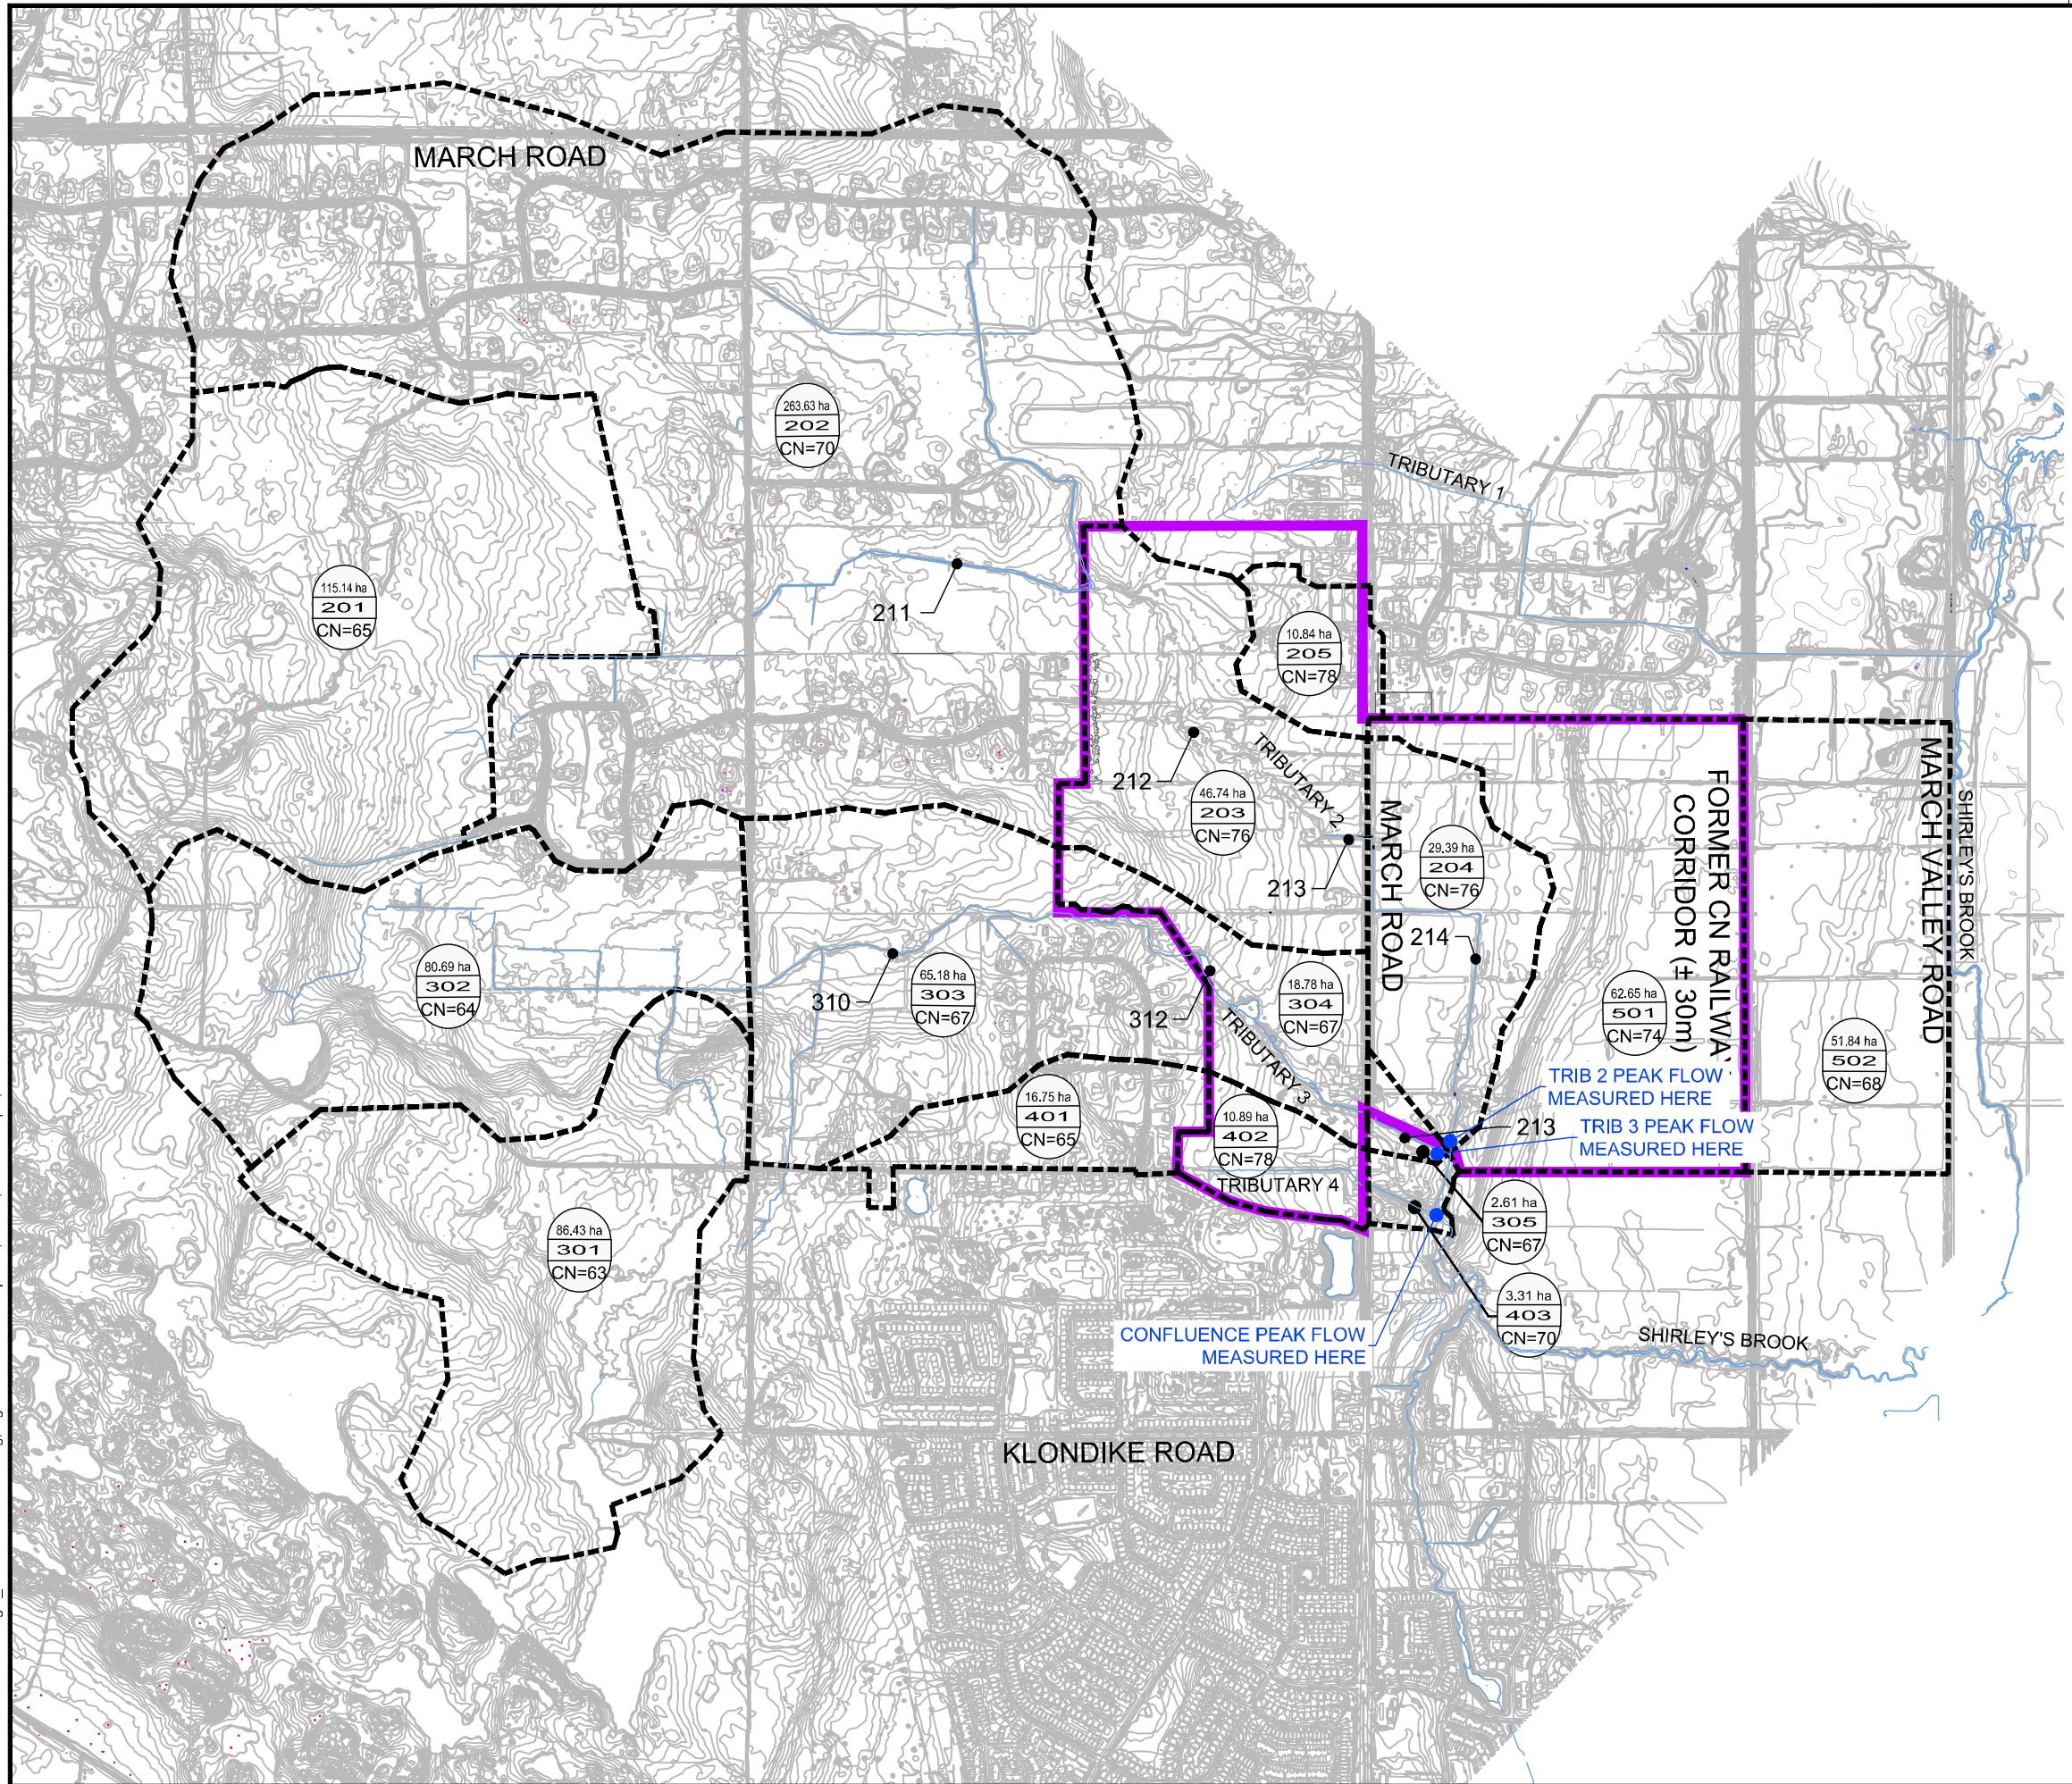 MARCH ROAD
263.63 ha
202
CN=70
TRIBUTARY 1
115.14 ha
201
CN=65
211
10.84 ha
205
CN=78
212
TRIBUTARY 2
46.74 ha
203
CN=76
213
MARCH ROAD
29.39 ha
204
CN=76
214
FORMER CN RAILWAY
CORRIDOR (± 30m)
MARCH VALLEY ROAD
SHIRLEY'S BROOK
80.69 ha
302
CN=64
310
65.18 ha
303
CN=67
312
TRIBUTARY 3
18.78 ha
304
CN=67
62.65 ha
501
CN=74
51.84 ha
502
CN=68
TRIB 2 PEAK FLOW
MEASURED HERE
213
TRIB 3 PEAK FLOW
MEASURED HERE
16.75 ha
401
CN=65
10.89 ha
402
CN=78
TRIBUTARY 4
86.43 ha
301
CN=63
2.61 ha
305
CN=67
3.31 ha
403
CN=70
CONFLUENCE PEAK FLOW
MEASURED HERE
SHIRLEY'S BROOK
KLONDIKE ROAD